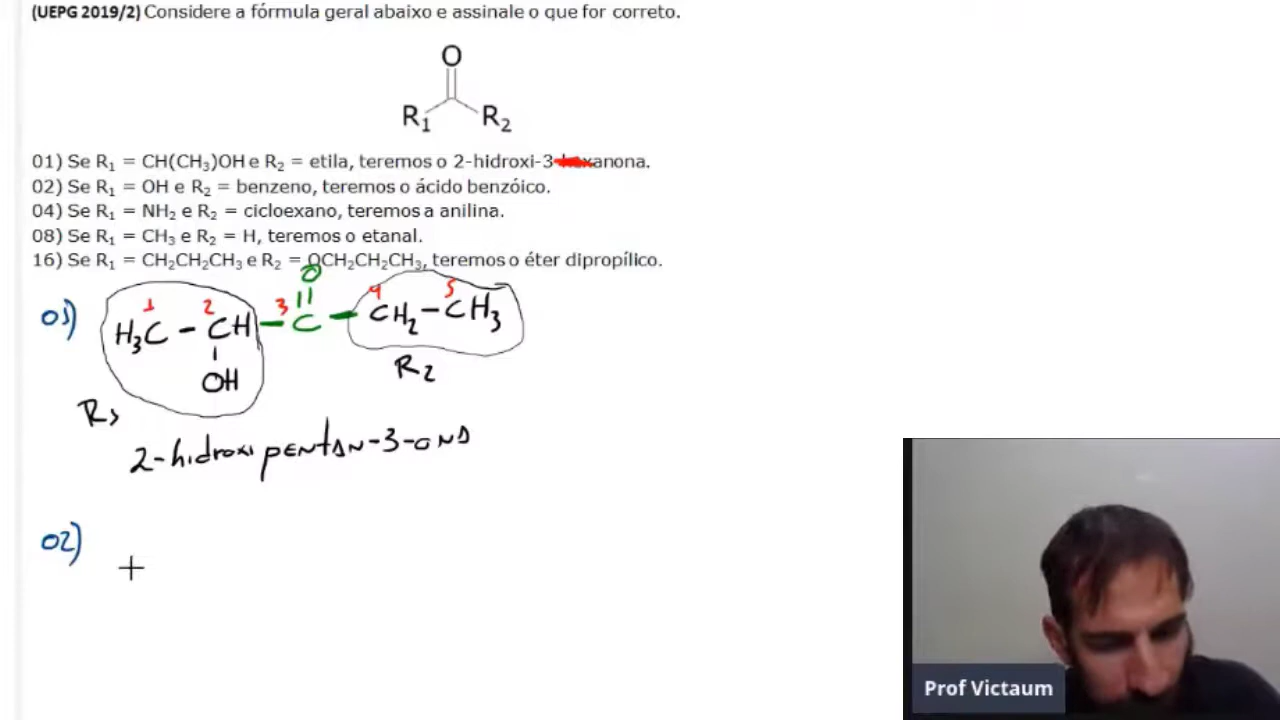 (UEPG 2019/2) Considere a fórmula geral abaixo e assinale o que for correto.
O
R₁ R₂
01) Se R₁ = CH(CH₃)OH e R₂ = etila, teremos o 2-hidroxi-3-hexanona.
02) Se R₁ = OH e R₂ = benzeno, teremos o ácido benzóico.
04) Se R₁ = NH₂ e R₂ = cicloexano, teremos a anilina.
08) Se R₁ = CH₃ e R₂ = H, teremos o etanal.
16) Se R₁ = CH₂CH₂CH₃ e R₂ = OCH₂CH₂CH₃, teremos o éter dipropílico.
O
1 2 3 4 5
01) H₃C - CH - C - CH₂ - CH₃
OH
R₂
R₁
2-hidroxipentan-3-ona
02)
Prof Victaum